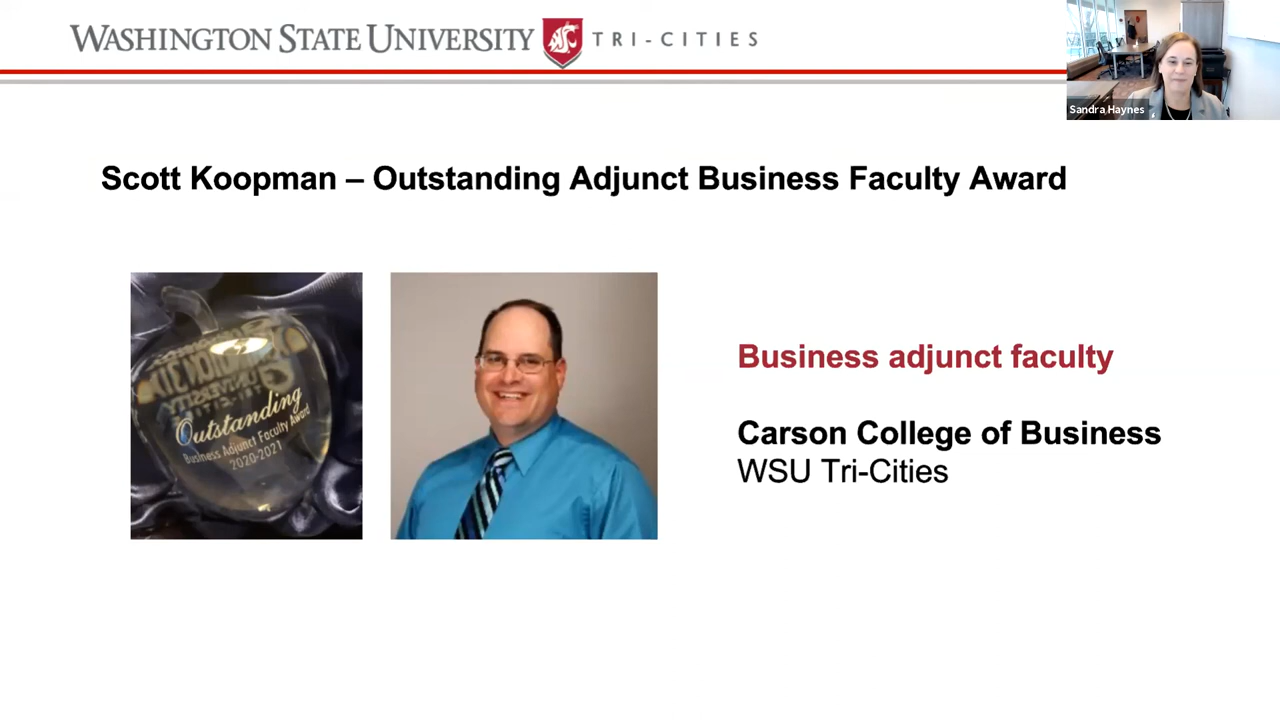 WASHINGTON STATE UNIVERSITY TRI-CITIES
Sandra Haynes
Scott Koopman – Outstanding Adjunct Business Faculty Award
Outstanding
Business Adjunct Faculty Award
2020-2021
Business adjunct faculty
Carson College of Business
WSU Tri-Cities